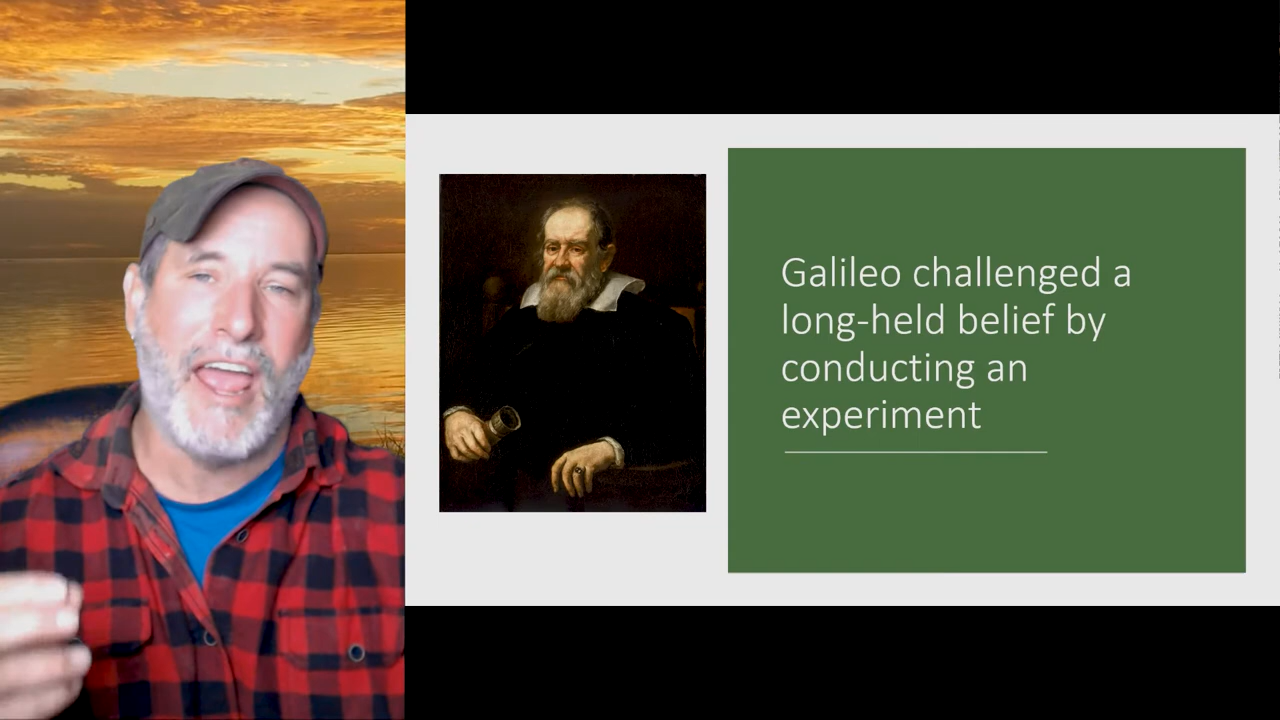 Galileo challenged a
long-held belief by
conducting an
experiment